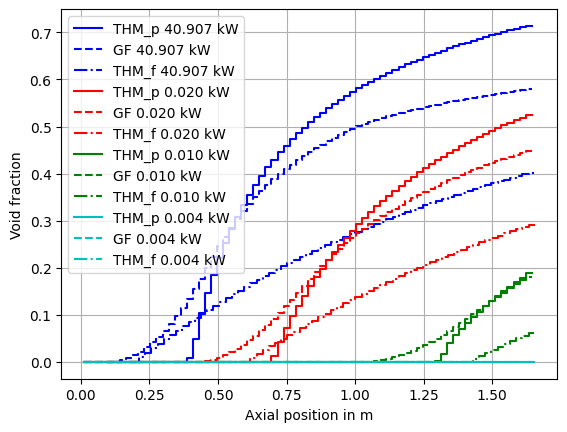 0.7
0.6
0.5
0.4
0.3
0.2
0.1
0.0
Void fraction
THM_p 40.907 kW
GF 40.907 kW
THM_f 40.907 kW
THM_p 0.020 kW
GF 0.020 kW
THM_f 0.020 kW
THM_p 0.010 kW
GF 0.010 kW
THM_f 0.010 kW
THM_p 0.004 kW
GF 0.004 kW
THM_f 0.004 kW
0.00 0.25 0.50 0.75 1.00 1.25 1.50
Axial position in m